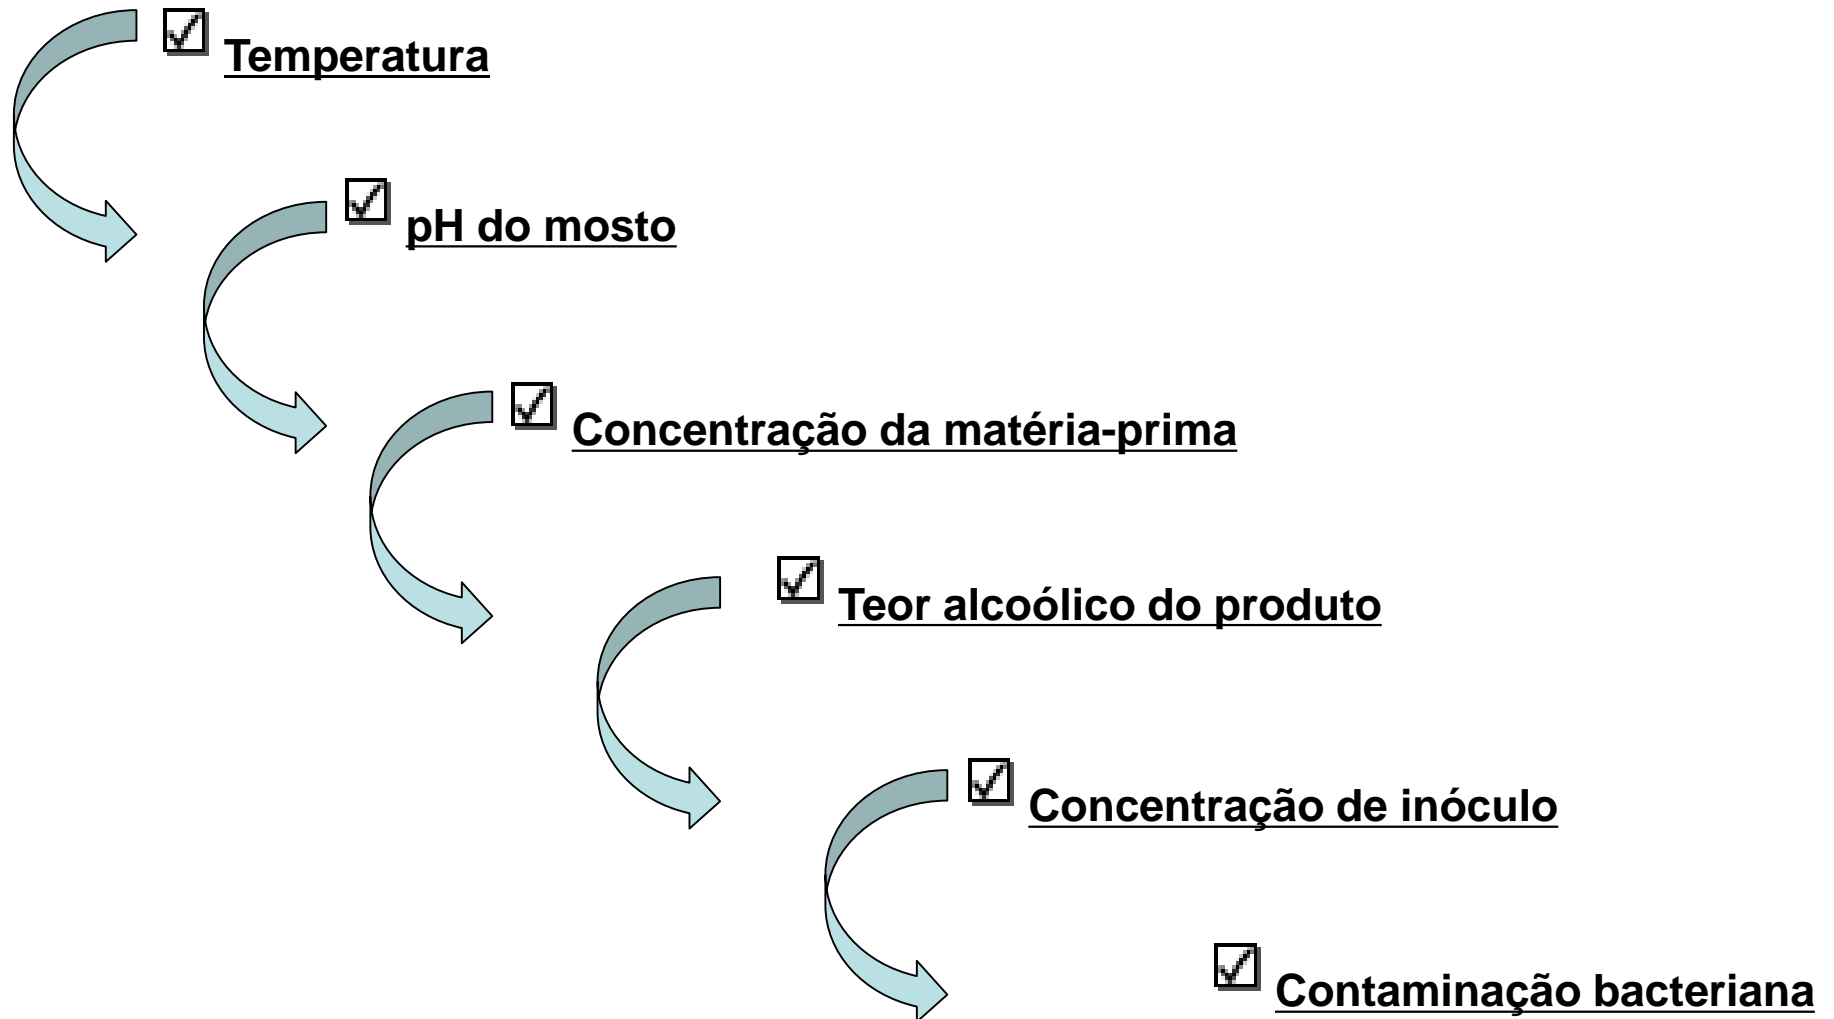 Temperatura
pH do mosto
Concentração da matéria-prima
Teor alcoólico do produto
Concentração de inóculo
Contaminação bacteriana